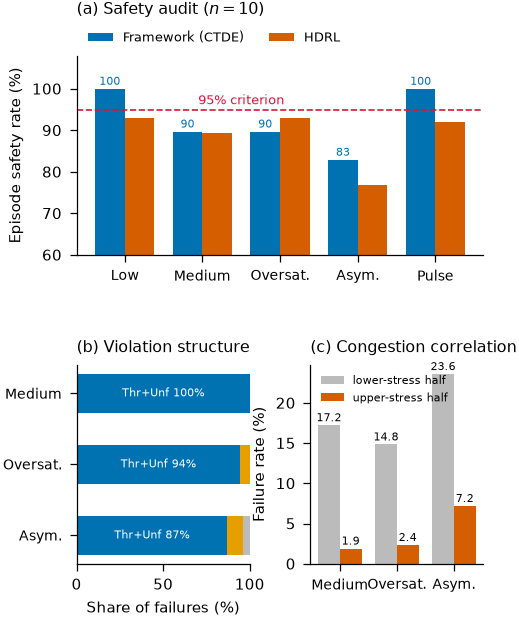 (a) Safety audit (n = 10)
Framework (CTDE)
HDRL
Episode safety rate (%)
100
90
80
70
60
95% criterion
100
90
90
83
100
Low
Medium
Oversat.
Asym.
Pulse
(b) Violation structure
Medium
Oversat.
Asym.
Thr+Unf 100%
Thr+Unf 94%
Thr+Unf 87%
0
50
100
Share of failures (%)
(c) Congestion correlation
lower-stress half
upper-stress half
Failure rate (%)
20
15
10
5
0
17.2
1.9
14.8
2.4
23.6
7.2
Medium
Oversat.
Asym.